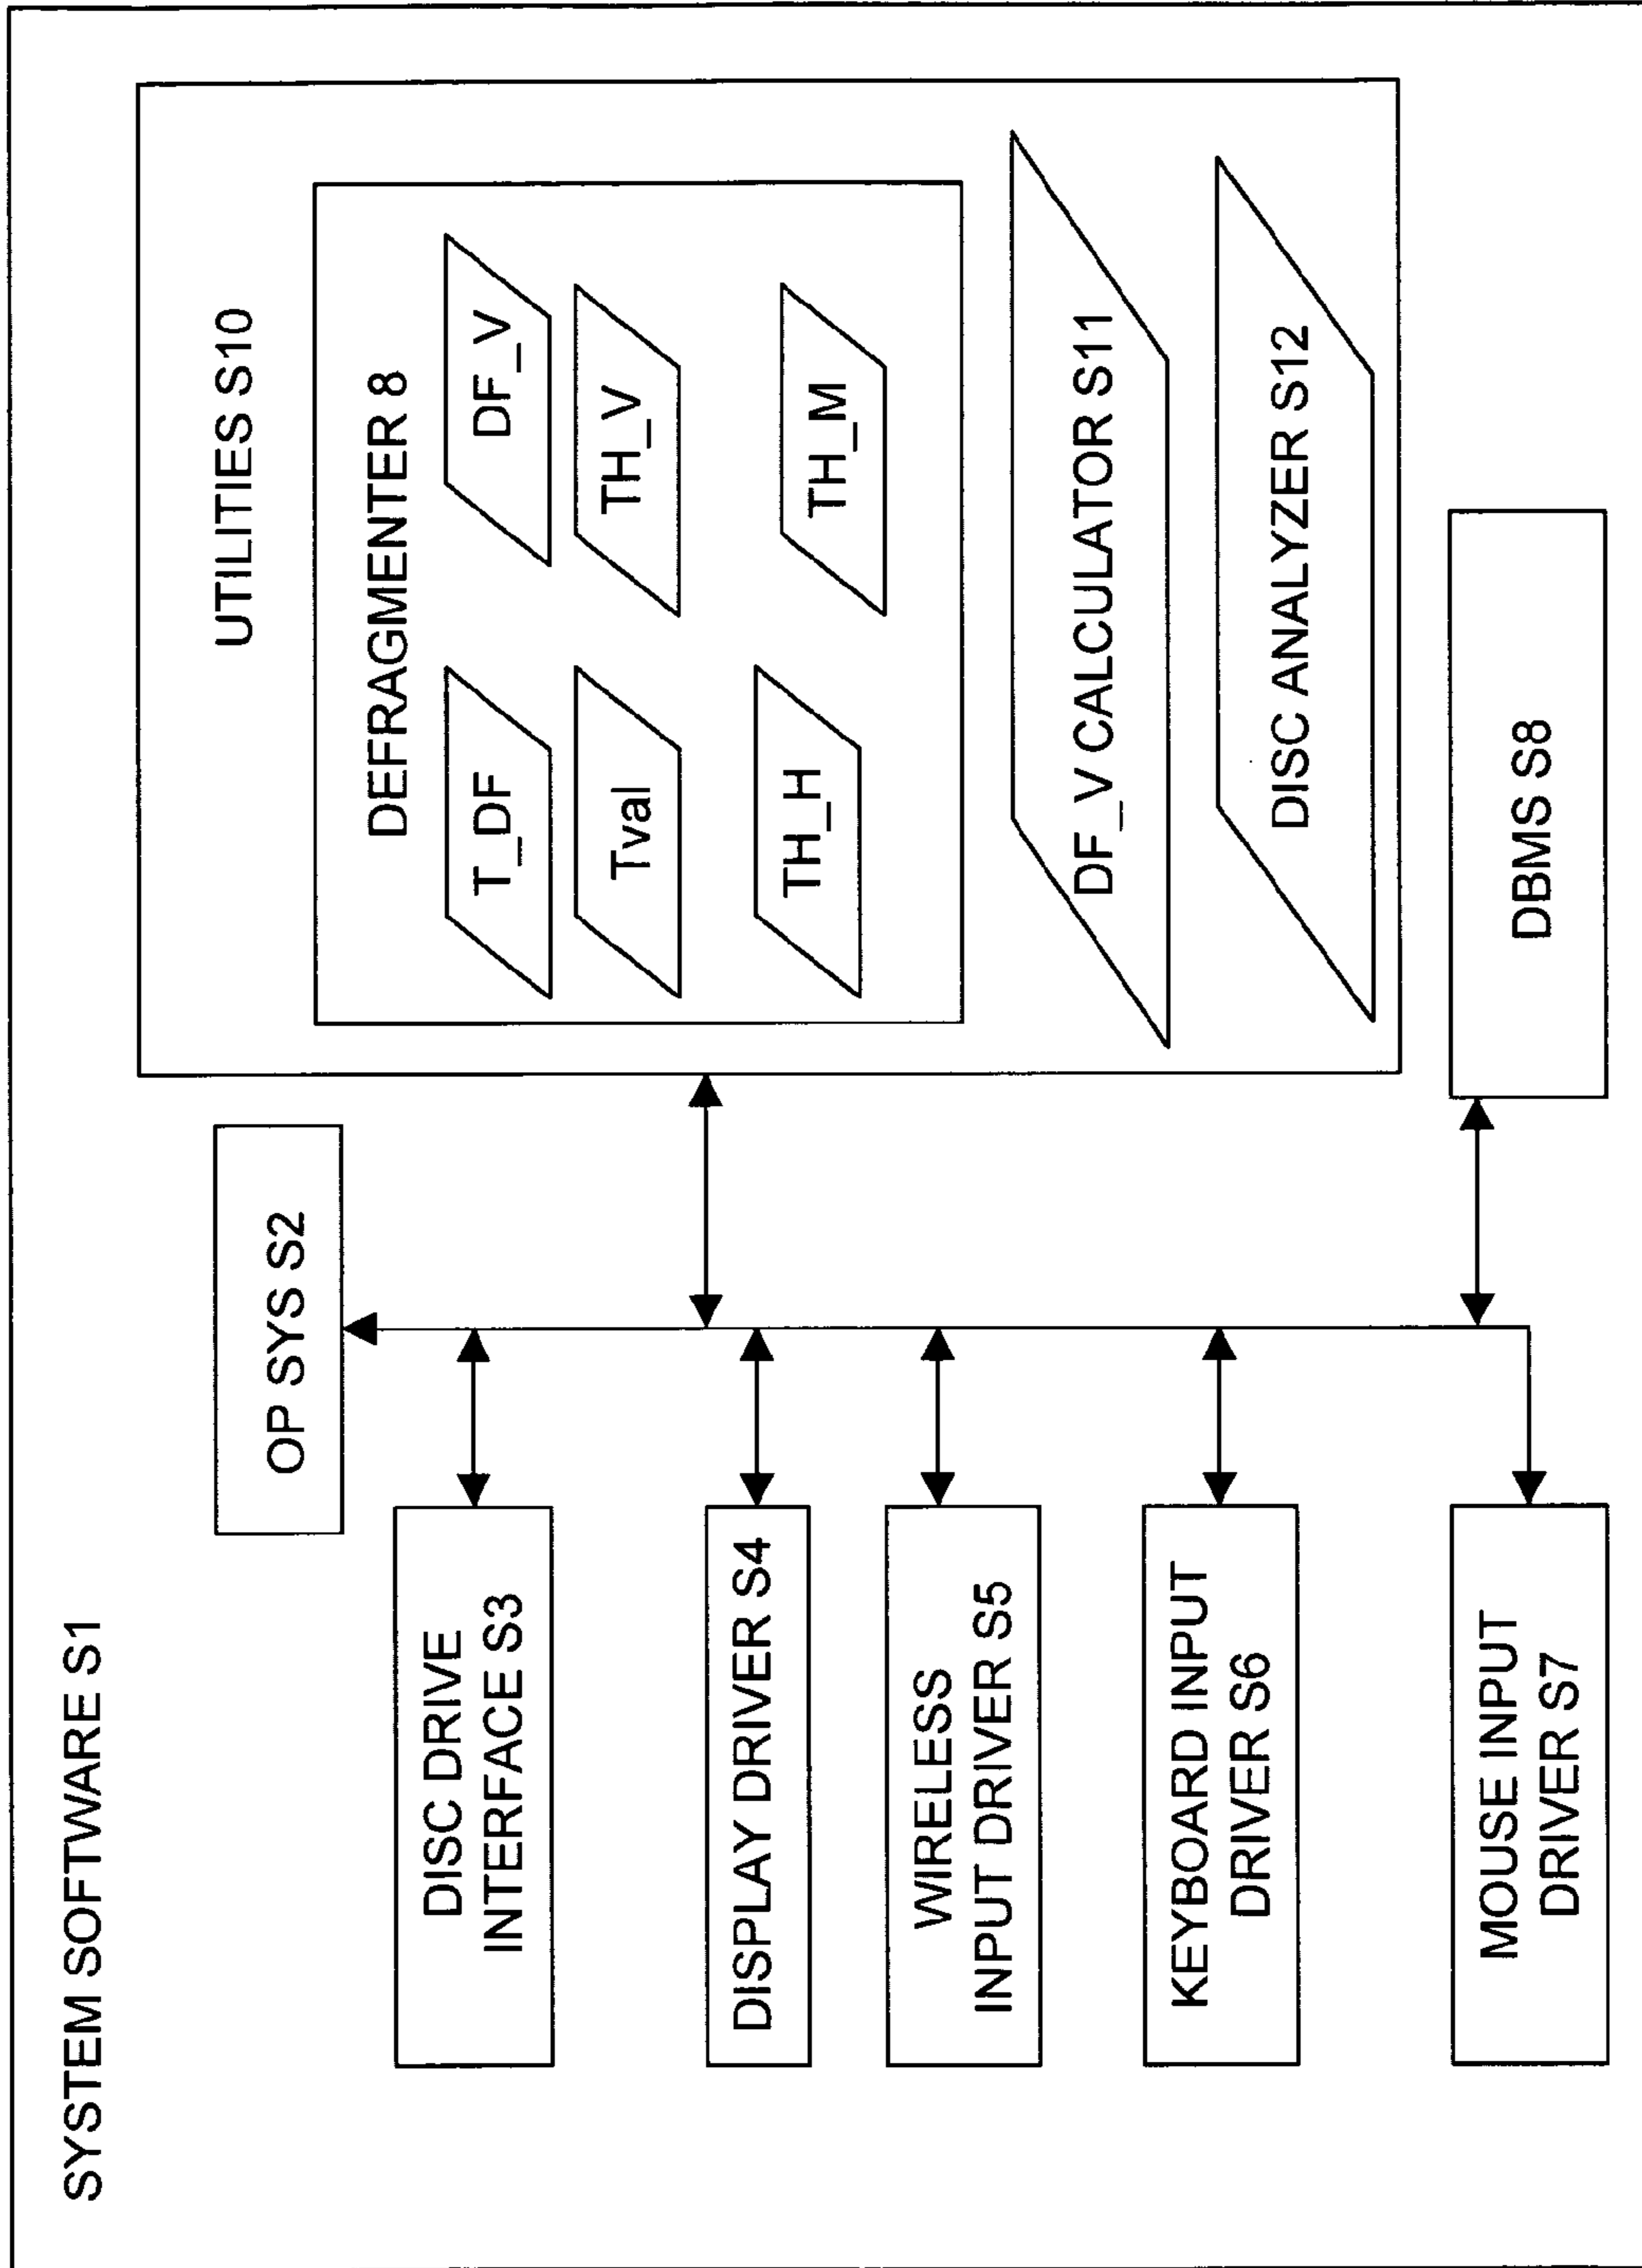 SYSTEM SOFTWARE S1
OP SYS S2
DISC DRIVE
INTERFACE S3
DISPLAY DRIVER S4
WIRELESS
INPUT DRIVER S5
KEYBOARD INPUT
DRIVER S6
MOUSE INPUT
DRIVER S7
UTILITIES S10
DEFRAGMENTER 8
T_DF
DF_V
Tval
TH_V
TH_H
TH_M
DF_V CALCULATOR S11
DISC ANALYZER S12
DBMS S8